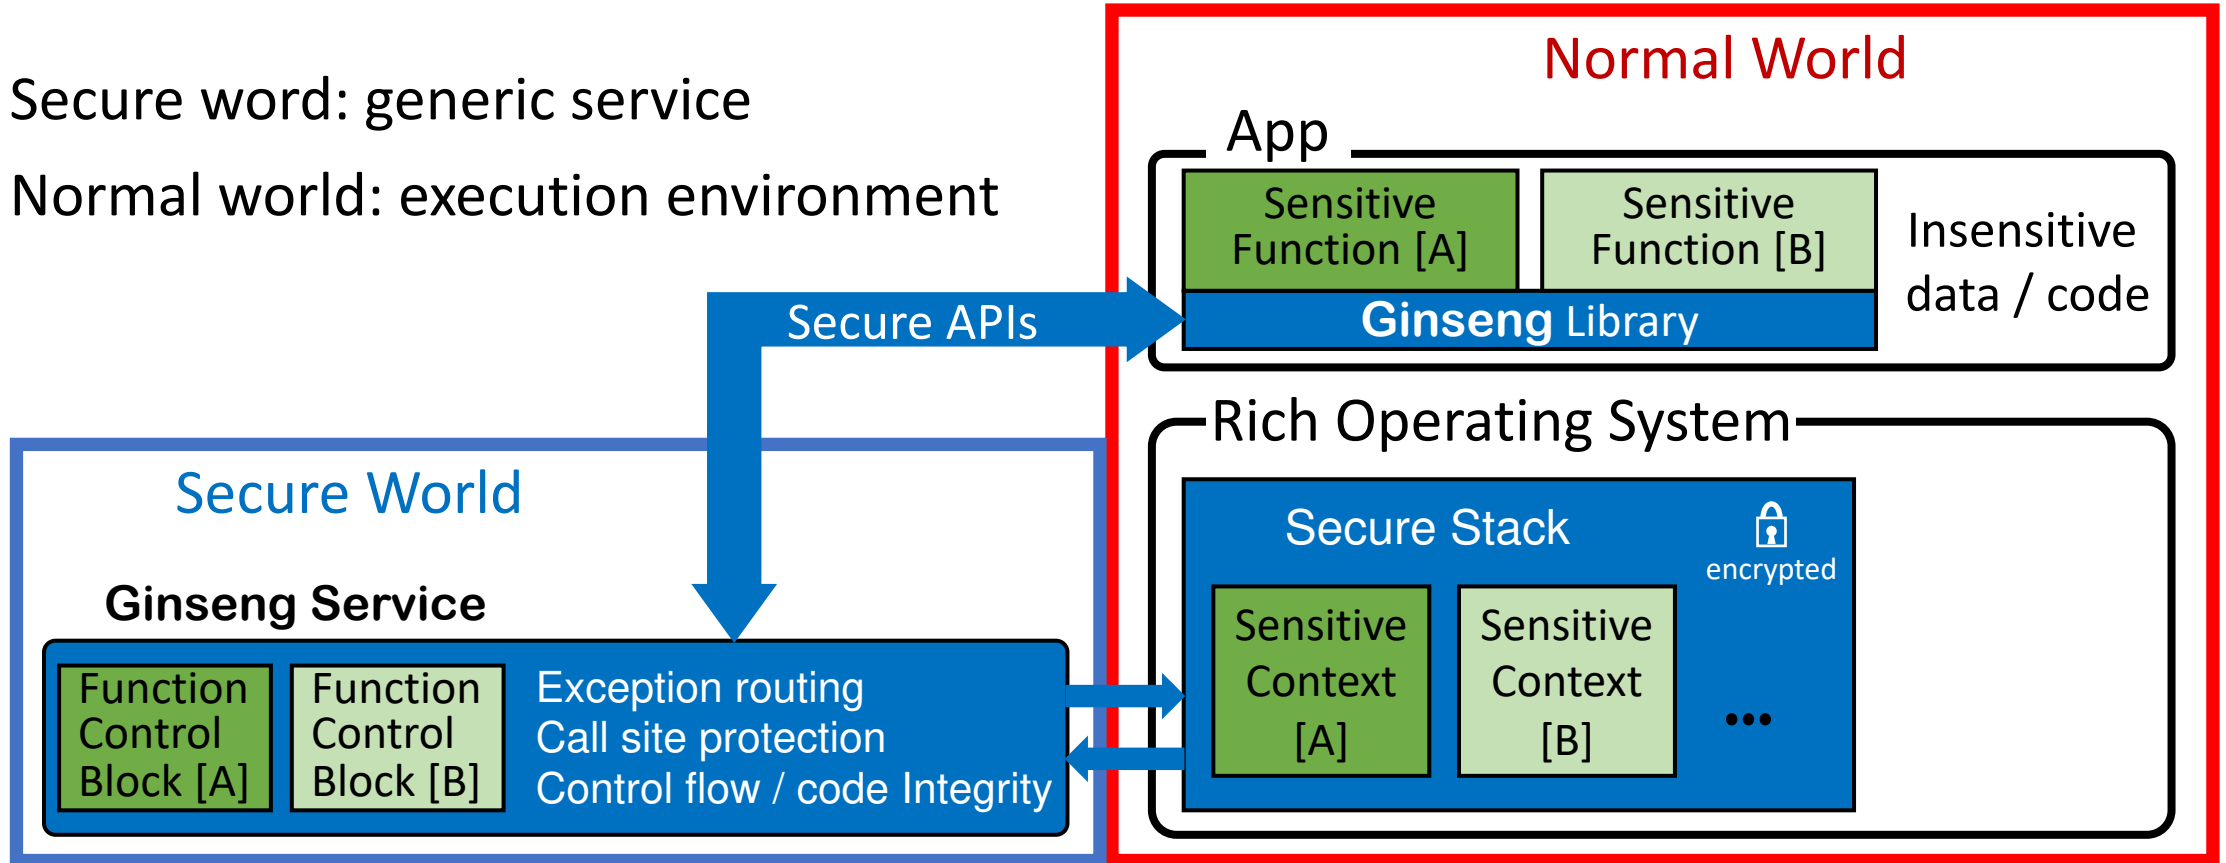 Secure word: generic service
Normal world: execution environment
Normal World
App
Sensitive
Function [A]
Sensitive
Function [B]
Insensitive
data / code
Ginseng Library
Secure APIs
Rich Operating System
Secure Stack
encrypted
Sensitive
Context
[A]
Sensitive
Context
[B]
...
Secure World
Ginseng Service
Function
Control
Block [A]
Function
Control
Block [B]
Exception routing
Call site protection
Control flow / code Integrity